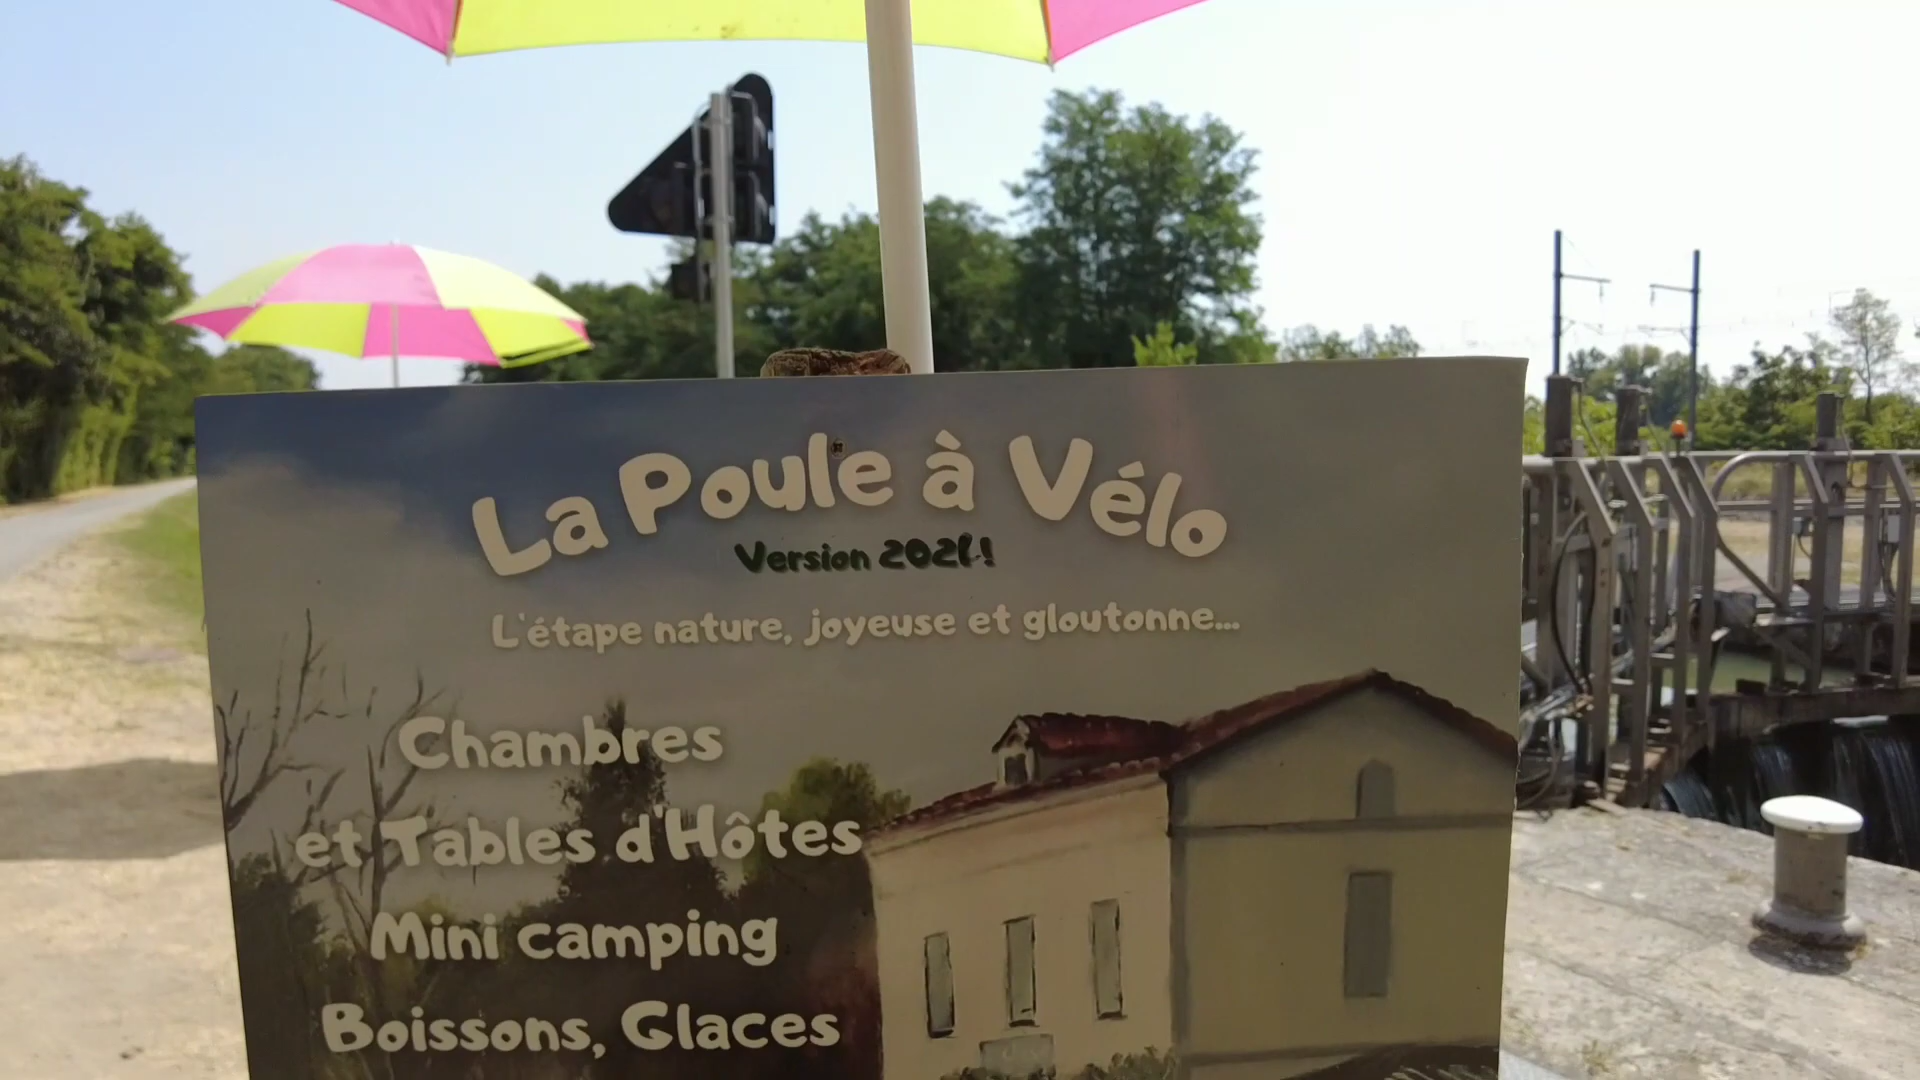 La Poule à Vélo
Version 2021!
L'étape nature, joyeuse et gloutonne...
Chambres
et Tables d'Hôtes
Mini camping
Boissons, Glaces